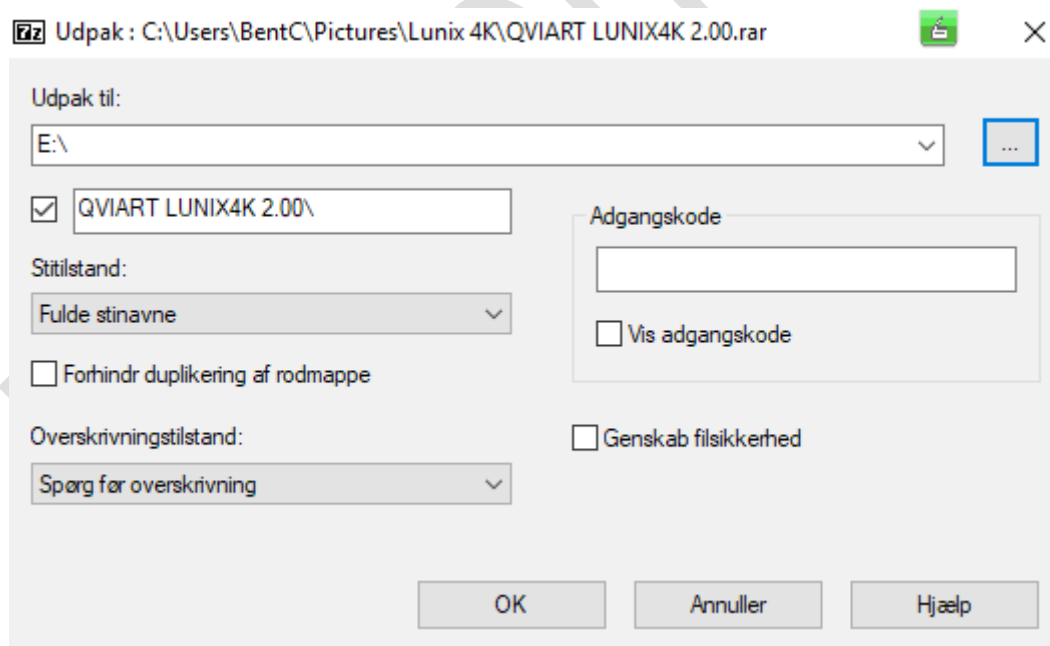 7z Udpak : C:\Users\BentC\Pictures\Lunix 4K\QVIART LUNIX4K 2.00.rar
Udpak til:
E:\
...
QVIART LUNIX4K 2.00\
Adgangskode
Stitilstand:
Fulde stinavne
Vis adgangskode
Forhindr duplikering af rodmappe
Overskrivningstilstand:
Genskab filsikkerhed
Spørg før overskrivning
OK
Annuller
Hjælp